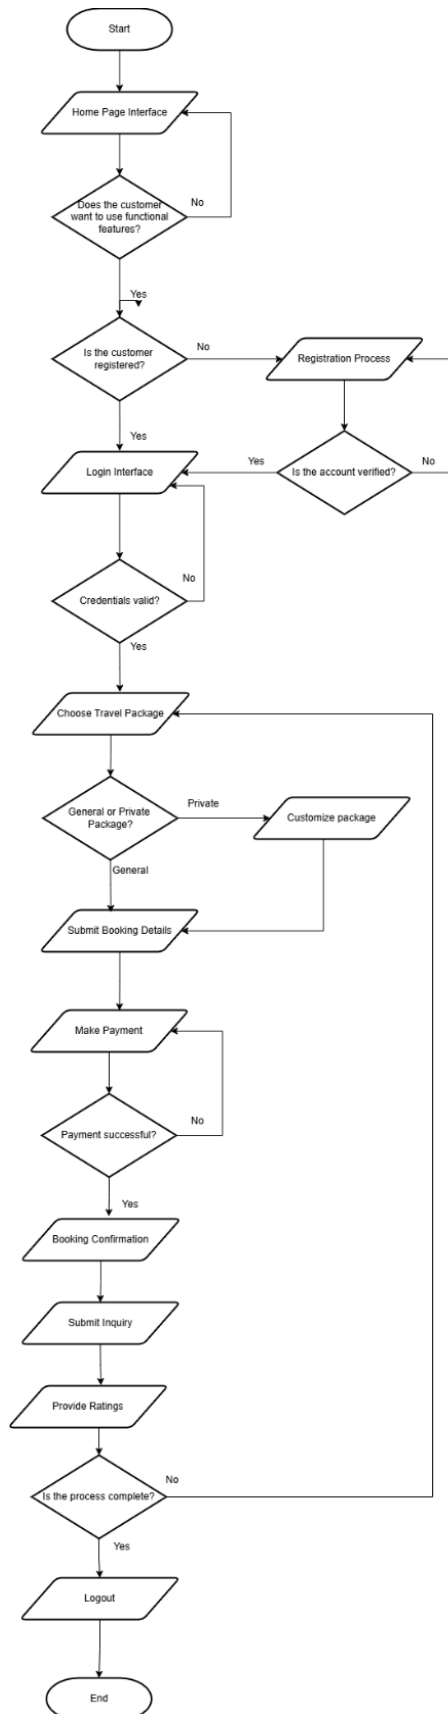 Start
Home Page Interface
Does the customer
want to use functional
features?
No
Yes
Is the customer
registered?
No
Registration Process
Yes
Login Interface
Yes
Is the account verified?
No
No
Credentials valid?
Yes
Choose Travel Package
General or Private
Package?
Private
Customize package
General
Submit Booking Details
Make Payment
Payment successful?
No
Yes
Booking Confirmation
Submit Inquiry
Provide Ratings
Is the process complete?
No
Yes
Logout
End